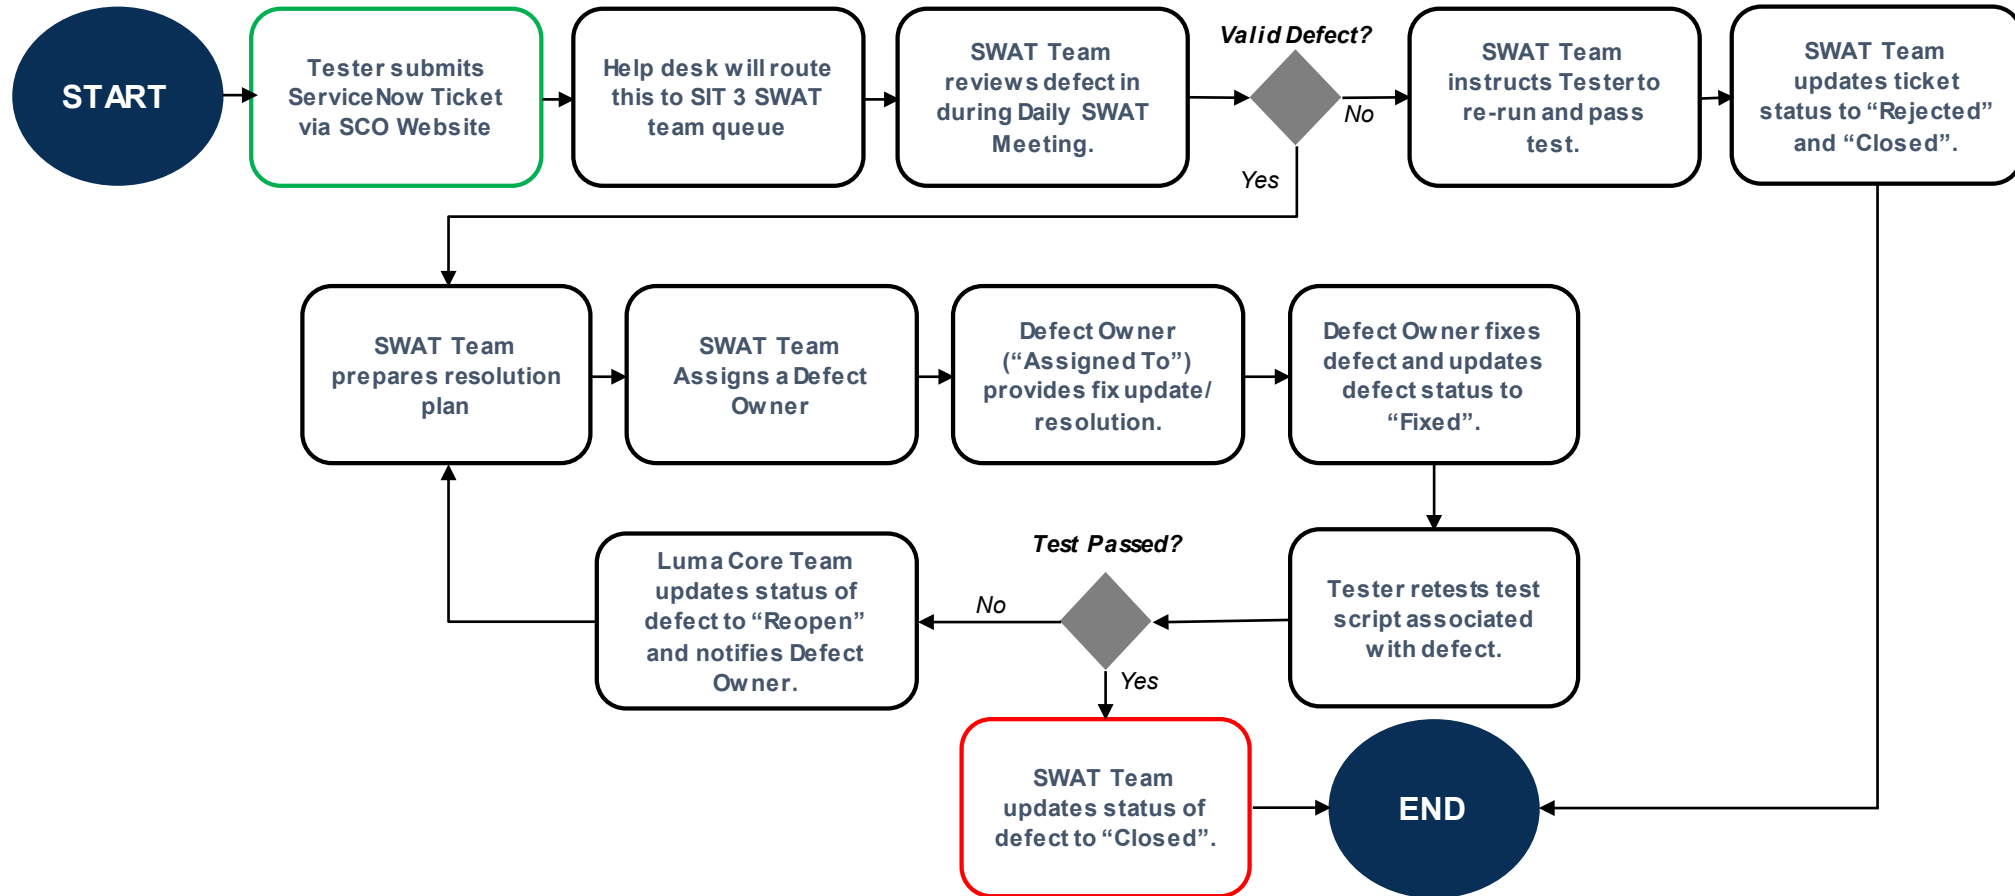 START
Tester submits
ServiceNow Ticket
via SCO Website
Help desk will route
this to SIT 3 SWAT
team queue
SWAT Team
reviews defect in
during Daily SWAT
Meeting.
Valid Defect?
No
Yes
SWAT Team
instructs Tester to
re-run and pass
test.
SWAT Team
updates ticket
status to “Rejected”
and “Closed”.
SWAT Team
prepares resolution
plan
SWAT Team
Assigns a Defect
Owner
Defect Owner
(“Assigned To”)
provides fix update/
resolution.
Defect Owner fixes
defect and updates
defect status to
“Fixed”.
Luma Core Team
updates status of
defect to “Reopen”
and notifies Defect
Owner.
No
Test Passed?
Yes
Tester retests test
script associated
with defect.
SWAT Team
updates status of
defect to “Closed”.
END